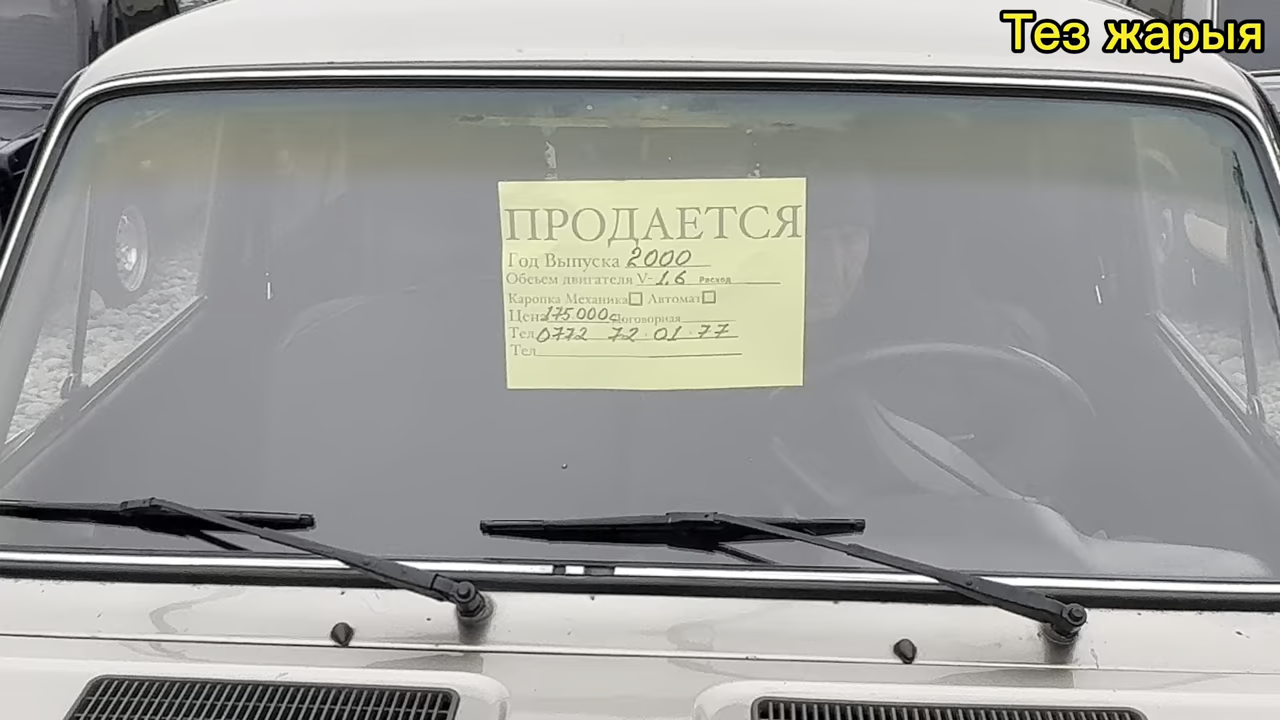 Тез жарыя
ПРОДАЕТСЯ
Год Выпуска 2000
Обьем двигателя V- 1.6 Расход
Каропка Механика Автомат
Цена 175000с Договорная
Тел 0772 72 01 77
Тел